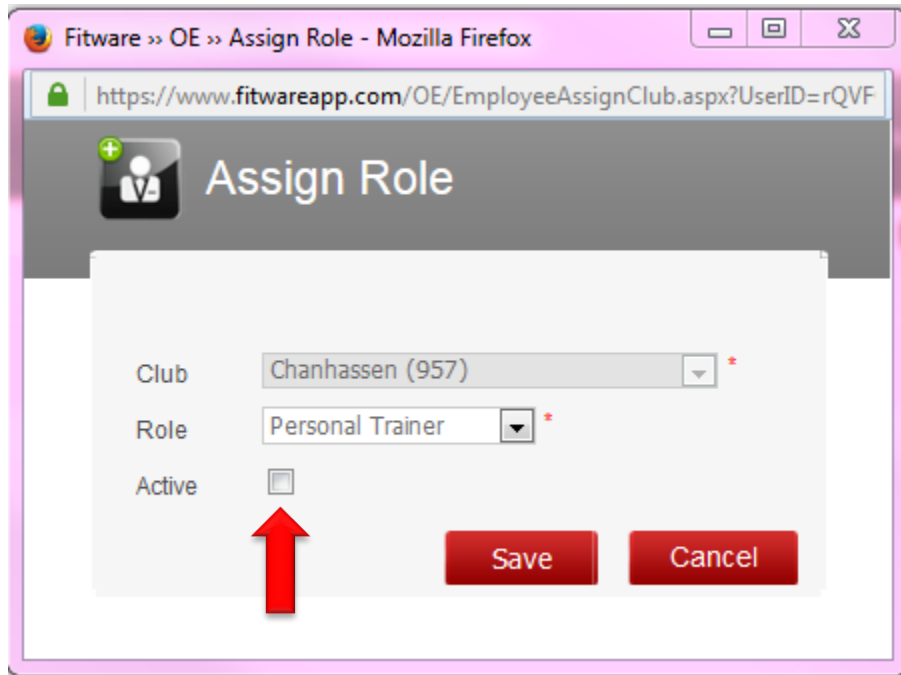 Fitware ›› OE ›› Assign Role - Mozilla Firefox
https://www.fitwareapp.com/OE/EmployeeAssignClub.aspx?UserID=rQVF
Assign Role
Club Chanhassen (957) *
Role Personal Trainer *
Active
Save Cancel